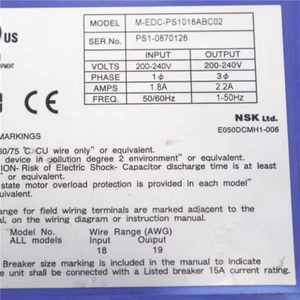 US
MODEL M-EDC-PS1018ABC02
SER.No. PS1-0870128
INPUT OUTPUT
VOLTS 200-240V 200-240V
PHASE 1ϕ 3ϕ
AMPS 1.8A 2.2A
FREQ. 50/60Hz 1-50Hz
CE
NSK Ltd.
E050DCMH1-006
MARKINGS
60/75 ℃ CU wire only" or equivalent.
device in pollution degree 2 environment" or equivalent.
TION- Risk of Electric Shock- Capacitor discharge time is at least
" or equivalent.
state motor overload protection is provided in each model"
quivalent.
ange for field wiring terminals are marked adjacent to the
al, on the wiring diagram or instruction manual.
Model No. Wire Range (AWG)
ALL models Input Output
18 19
Breaker size marking is included in the manual to indicate
e unit shall be connected with a Listed breaker 15A current rating.